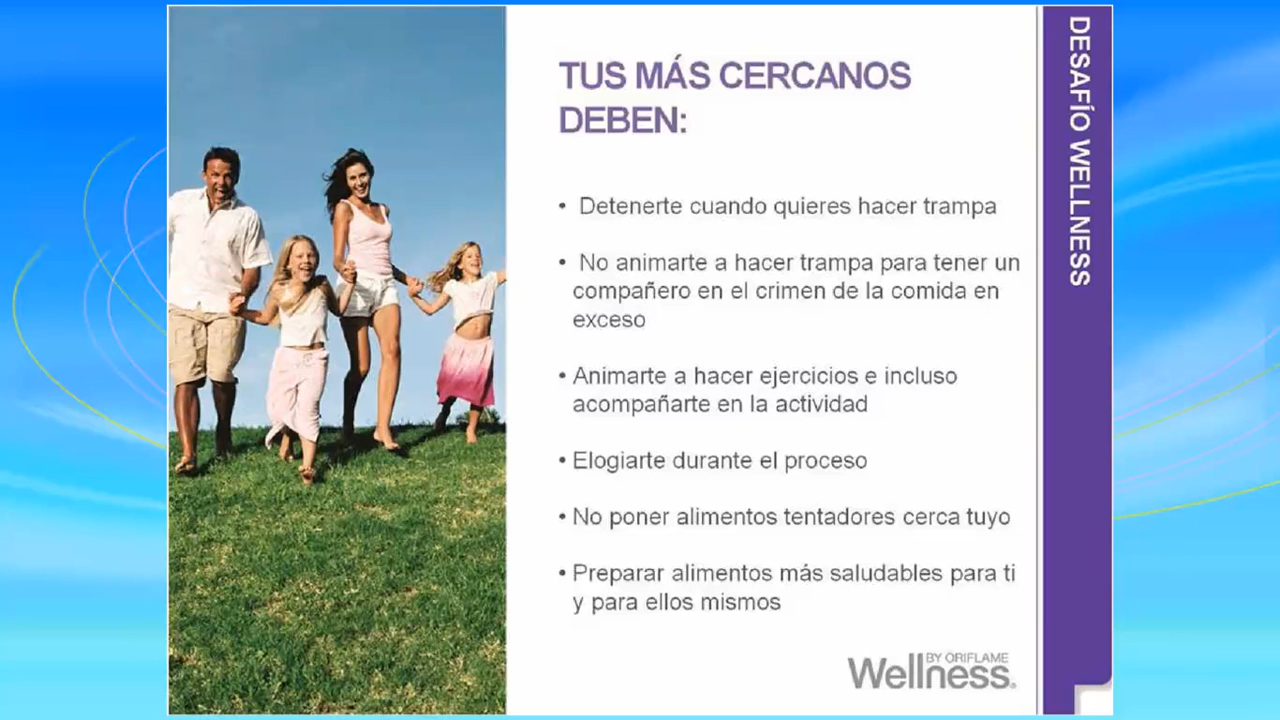 TUS MÁS CERCANOS
DEBEN:
• Detenerte cuando quieres hacer trampa
• No animarte a hacer trampa para tener un
compañero en el crimen de la comida en
exceso
• Animarte a hacer ejercicios e incluso
acompañarte en la actividad
• Elogiarte durante el proceso
• No poner alimentos tentadores cerca tuyo
• Preparar alimentos más saludables para ti
y para ellos mismos
BY ORIFLAME
Wellness
DESAFÍO WELLNESS